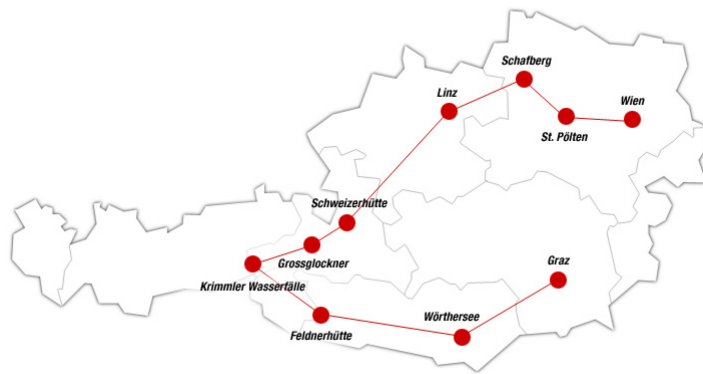 Schafberg
Linz
Wien
St. Pölten
Schweizerhütte
Grossglockner
Graz
Krimmler Wasserfälle
Wörthersee
Feldnerhütte